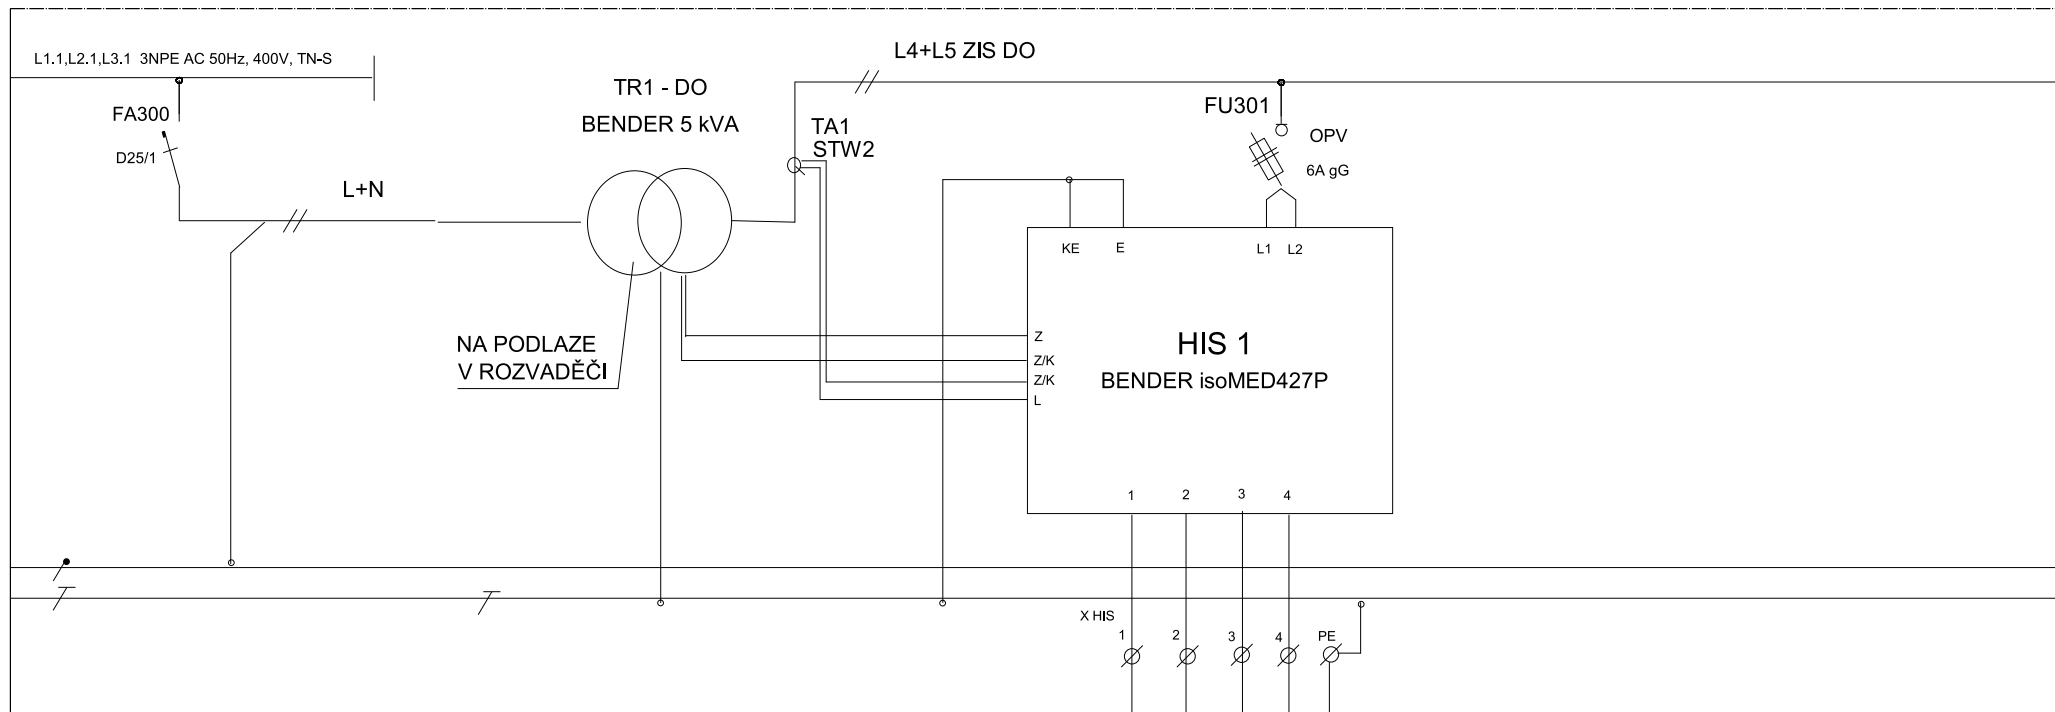 L1.1,L2.1,L3.1 3NPE AC 50Hz, 400V, TN-S
L4+L5 ZIS DO
TR1 - DO
BENDER 5 kVA
FA300
D25/1
L+N
TA1
STW2
FU301
OPV
6A gG
KE
E
L1
L2
NA PODLAZE
V ROZVADĚČI
Z
Z/K
Z/K
L
HIS 1
BENDER isoMED427P
1
2
3
4
X HIS
1
2
3
4
PE